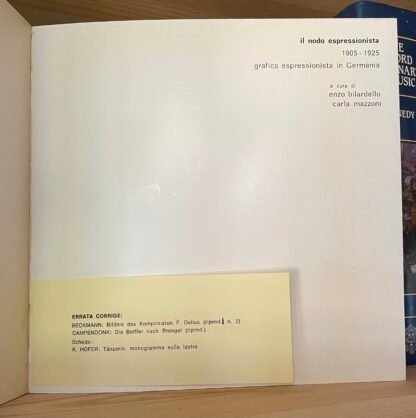 il nodo espressionista
1905-1925
grafica espressionista in Germania
a cura di
enzo bilardello
carla mazzoni
ERRATA CORRIGE:
BECKMANN: Bildnis des Komponisten F. Delius (riprod. n. 2)
CAMPENDONK: Die Bettler nach Bruegel (riprod.)
Schede:
K. HOFER: Tänzerin, monogramma sulla lastra